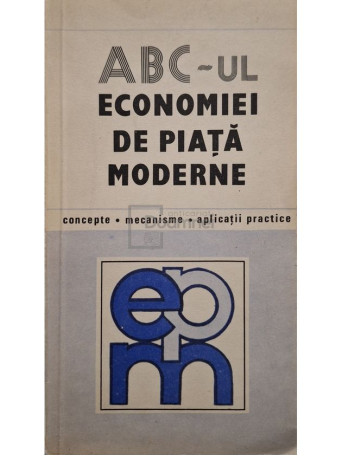 ABC-UL
ECONOMIEI
DE PIAȚĂ
MODERNE
concepte • mecanisme • aplicații practice
epm